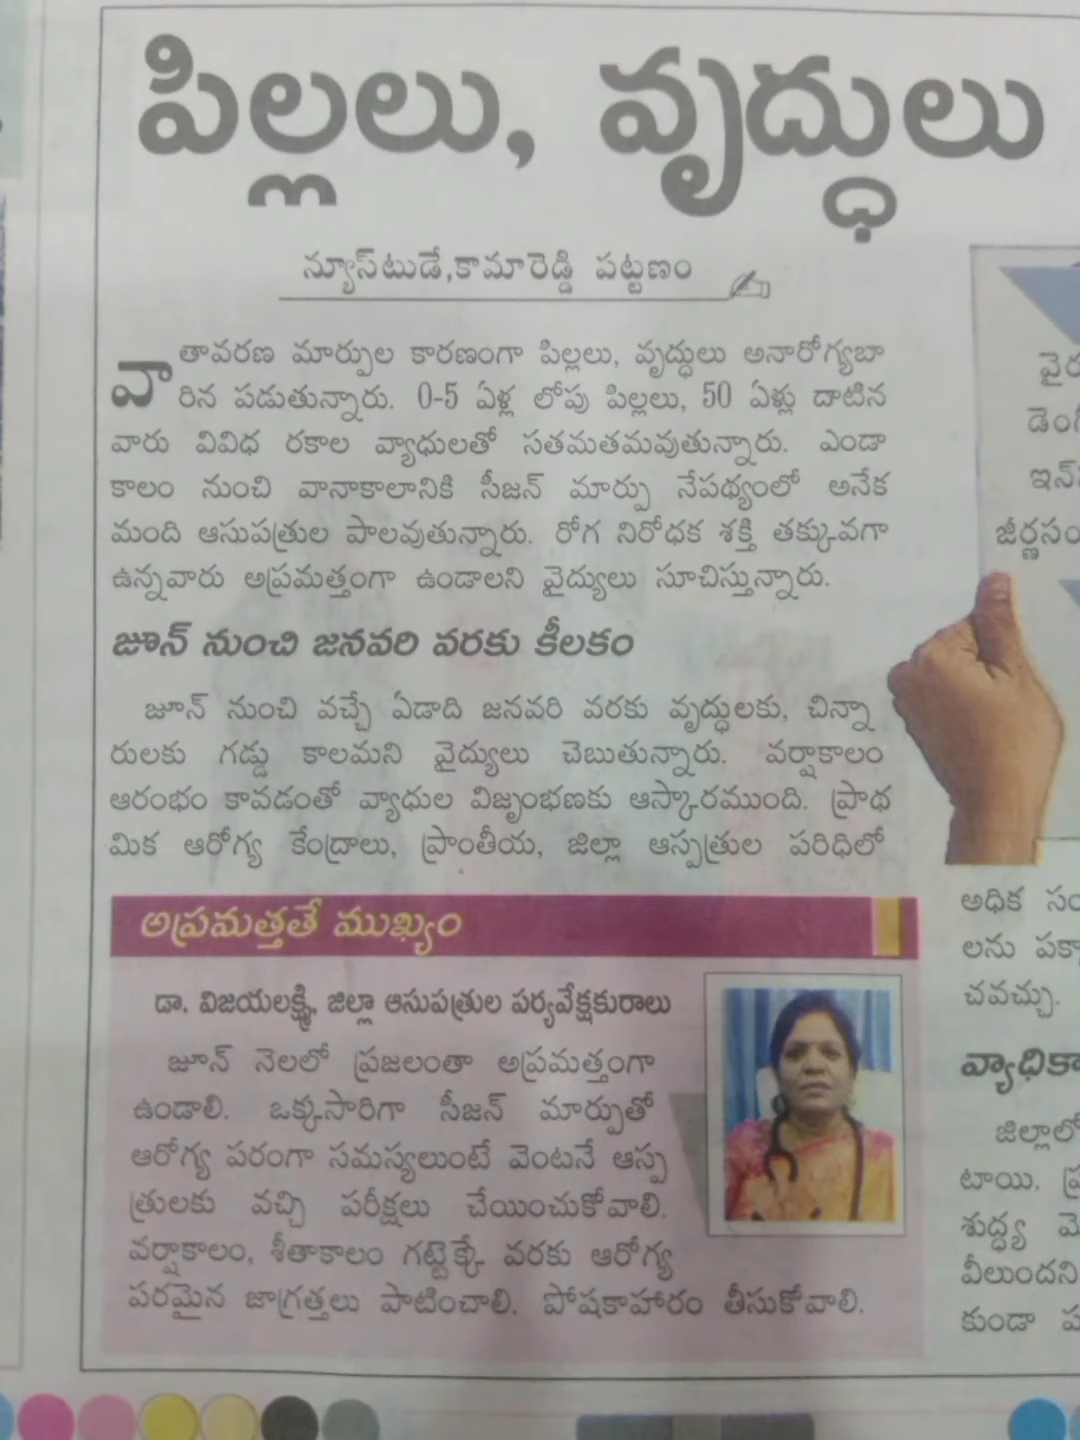 పిల్లలు, వృద్ధులు
న్యూస్‌టుడే,కామారెడ్డి పట్టణం
వాతావరణ మార్పుల కారణంగా పిల్లలు, వృద్ధులు అనారోగ్యబా
రిన పడుతున్నారు. 0-5 ఏళ్ల లోపు పిల్లలు, 50 ఏళ్లు దాటిన
వారు వివిధ రకాల వ్యాధులతో సతమతమవుతున్నారు. ఎండా
కాలం నుంచి వానాకాలానికి సీజన్ మార్పు నేపథ్యంలో అనేక
మంది ఆసుపత్రుల పాలవుతున్నారు. రోగ నిరోధక శక్తి తక్కువగా
ఉన్నవారు అప్రమత్తంగా ఉండాలని వైద్యులు సూచిస్తున్నారు.
జూన్ నుంచి జనవరి వరకు కీలకం
జూన్ నుంచి వచ్చే ఏడాది జనవరి వరకు వృద్ధులకు, చిన్నా
రులకు గడ్డు కాలమని వైద్యులు చెబుతున్నారు. వర్షాకాలం
ఆరంభం కావడంతో వ్యాధుల విజృంభణకు ఆస్కారముంది. ప్రాథ
మిక ఆరోగ్య కేంద్రాలు, ప్రాంతీయ, జిల్లా ఆస్పత్రుల పరిధిలో
అప్రమత్తతే ముఖ్యం
డా. విజయలక్ష్మి, జిల్లా ఆసుపత్రుల పర్యవేక్షకురాలు
జూన్ నెలలో ప్రజలంతా అప్రమత్తంగా
ఉండాలి. ఒక్కసారిగా సీజన్ మార్పుతో
ఆరోగ్య పరంగా సమస్యలుంటే వెంటనే ఆస్ప
త్రులకు వచ్చి పరీక్షలు చేయించుకోవాలి.
వర్షాకాలం, శీతాకాలం గట్టెక్కే వరకు ఆరోగ్య
పరమైన జాగ్రత్తలు పాటించాలి. పోషకాహారం తీసుకోవాలి.
వైర
ఇన్
జీర్ణసం
అధిక సం
లను పకా
చవచ్చు.
వ్యాధికా
జిల్లాలో
టాయి. ప్ర
శుద్ధ్య మె
వీలుందని
కుండా ప